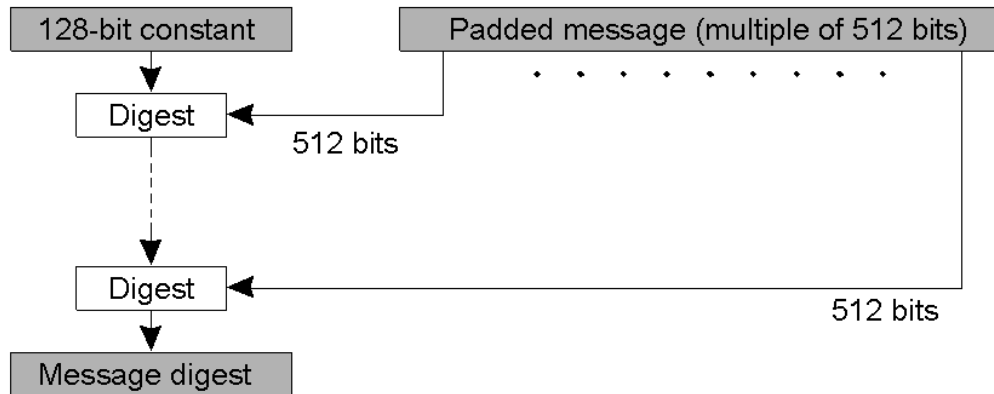 128-bit constant
Padded message (multiple of 512 bits)
Digest
512 bits
Digest
512 bits
Message digest